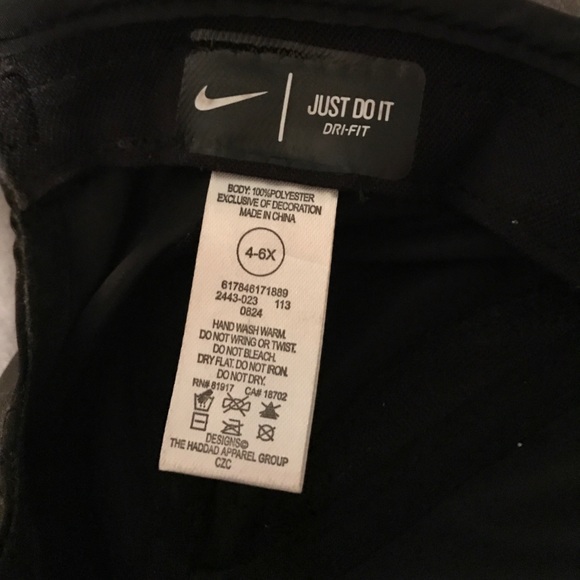 JUST DO IT
DRI-FIT
BODY: 100%POLYESTER
EXCLUSIVE OF DECORATION
MADE IN CHINA
4-6X
617846171889
2443-023 113
0824
HAND WASH WARM.
DO NOT WRING OR TWIST.
DO NOT BLEACH.
DRY FLAT. DO NOT IRON.
DO NOT DRY.
RN# 81917 CA# 18702
DESIGNS©
THE HADDAD APPAREL GROUP
CZC